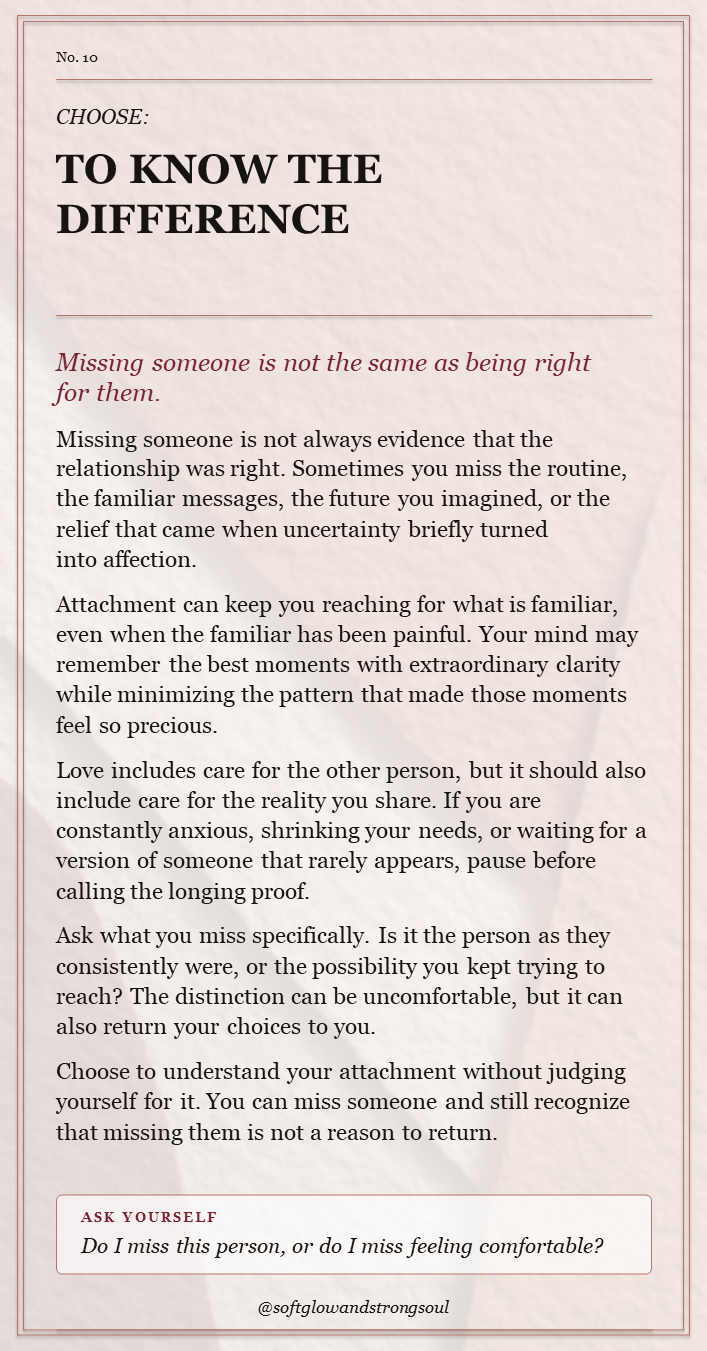 No. 10
CHOOSE:
TO KNOW THE
DIFFERENCE
Missing someone is not the same as being right
for them.
Missing someone is not always evidence that the
relationship was right. Sometimes you miss the routine,
the familiar messages, the future you imagined, or the
relief that came when uncertainty briefly turned
into affection.
Attachment can keep you reaching for what is familiar,
even when the familiar has been painful. Your mind may
remember the best moments with extraordinary clarity
while minimizing the pattern that made those moments
feel so precious.
Love includes care for the other person, but it should also
include care for the reality you share. If you are
constantly anxious, shrinking your needs, or waiting for a
version of someone that rarely appears, pause before
calling the longing proof.
Ask what you miss specifically. Is it the person as they
consistently were, or the possibility you kept trying to
reach? The distinction can be uncomfortable, but it can
also return your choices to you.
Choose to understand your attachment without judging
yourself for it. You can miss someone and still recognize
that missing them is not a reason to return.
ASK YOURSELF
Do I miss this person, or do I miss feeling comfortable?
@softglowandstrongsoul